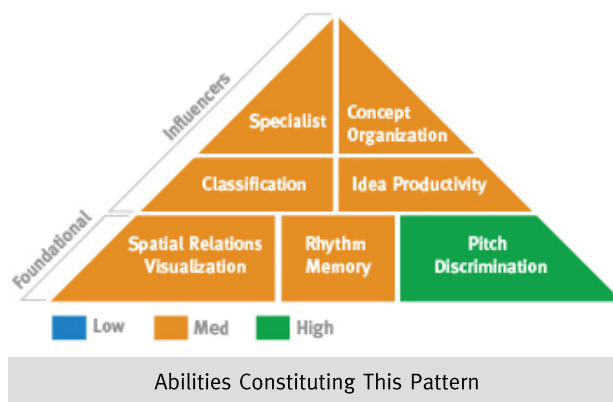 Influencers
Specialist
Concept
Organization
Classification
Idea Productivity
Foundational
Spatial Relations
Visualization
Rhythm
Memory
Pitch
Discrimination
Low
Med
High
Abilities Constituting This Pattern